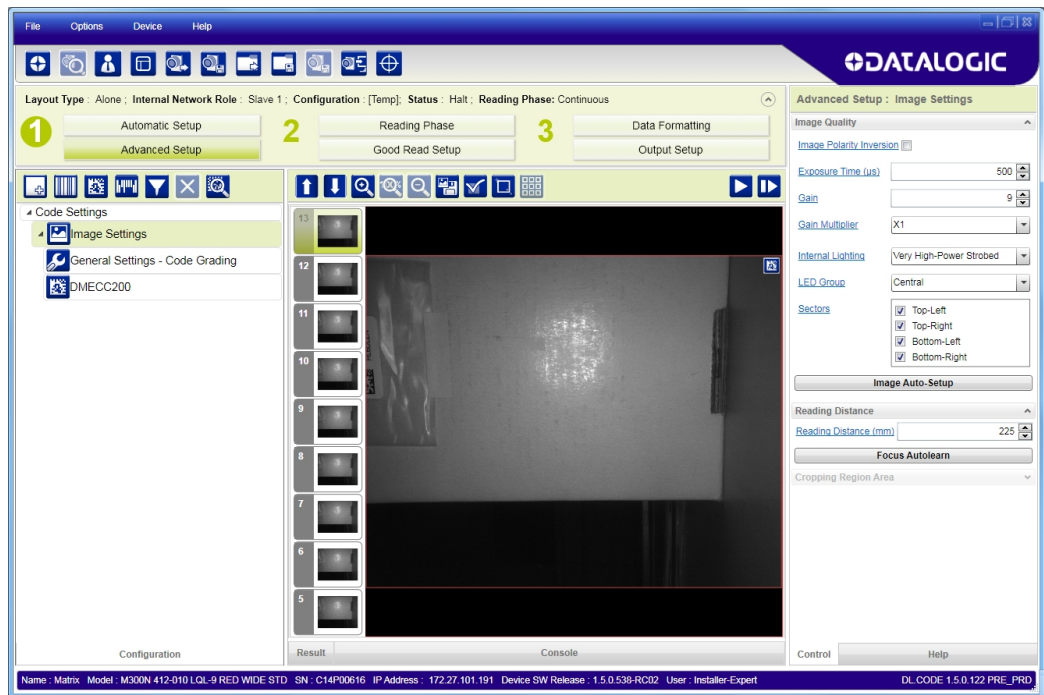 File Options Device Help
DATALOGIC
Layout Type : Alone ; Internal Network Role : Slave 1 ; Configuration : [Temp]; Status : Halt ; Reading Phase: Continuous
1 Automatic Setup
Advanced Setup
2 Reading Phase
Good Read Setup
3 Data Formatting
Output Setup
Code Settings
Image Settings
General Settings - Code Grading
DMECC200
Configuration
13
12
11
10
9
8
7
6
5
Result Console
Advanced Setup : Image Settings
Image Quality
Image Polarity Inversion
Exposure Time (µs) 500
Gain 9
Gain Multiplier X1
Internal Lighting Very High-Power Strobed
LED Group Central
Sectors Top-Left
Top-Right
Bottom-Left
Bottom-Right
Image Auto-Setup
Reading Distance
Reading Distance (mm) 225
Focus Autolearn
Cropping Region Area
Control Help
Name : Matrix Model : M300N 412-010 LQL-9 RED WIDE STD SN : C14P00616 IP Address : 172.27.101.191 Device SW Release : 1.5.0.538-RC02 User : Installer-Expert DL.CODE 1.5.0.122 PRE_PRD